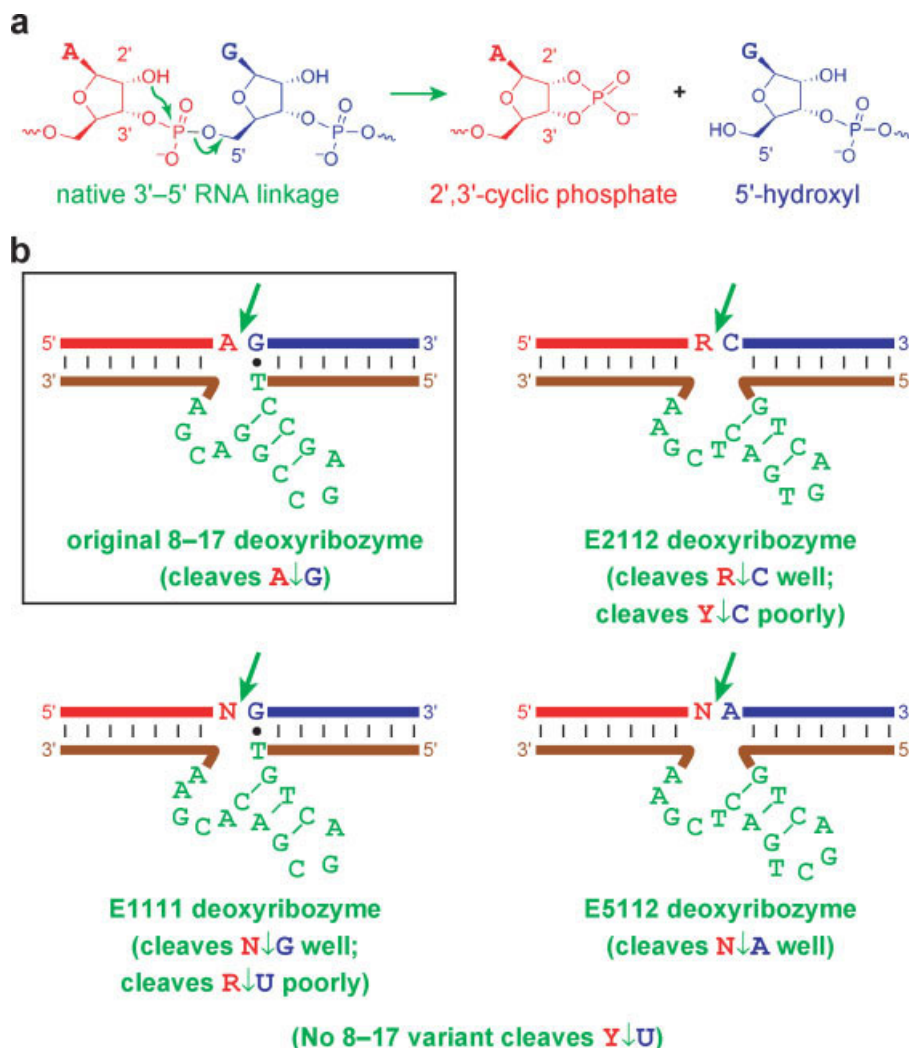 a
A 2' OH O 3' O P O O⁻ O
G OH O 5' O P O O⁻ O
A 2' O O 3' O P O O⁻ O
+
G OH O HO 5' O P O O⁻ O
native 3'–5' RNA linkage
2',3'-cyclic phosphate
5'-hydroxyl
b
5' A G 3'
3' 5'
T C C G A G C C G G A C G A
original 8–17 deoxyribozyme
(cleaves A↓G)
5' R C 3
3' 5
G T C A G T G A C T C G A A
E2112 deoxyribozyme
(cleaves R↓C well;
cleaves Y↓C poorly)
5' N G 3'
3' 5'
T G T C A G C G A C A C G A A
E1111 deoxyribozyme
(cleaves N↓G well;
cleaves R↓U poorly)
5' N A 3
3' 5
G T C A G C T G A C T C G A A
E5112 deoxyribozyme
(cleaves N↓A well)
(No 8–17 variant cleaves Y↓U)